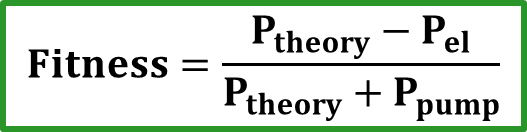 Fitness = (P_theory − P_el) / (P_theory + P_pump)